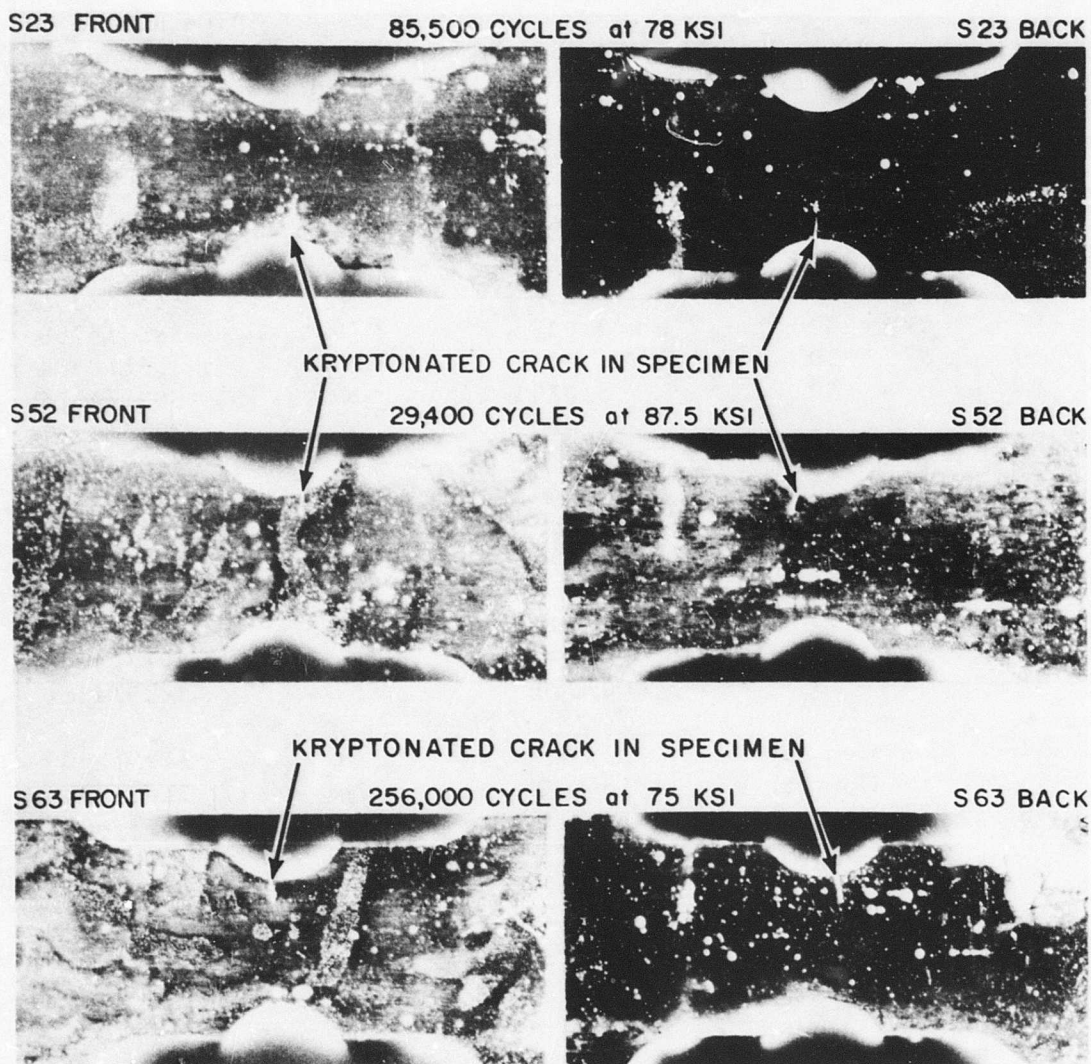 S23 FRONT 85,500 CYCLES at 78 KSI S23 BACK
KRYPTONATED CRACK IN SPECIMEN
S52 FRONT 29,400 CYCLES at 87.5 KSI S52 BACK
KRYPTONATED CRACK IN SPECIMEN
S63 FRONT 256,000 CYCLES at 75 KSI S63 BACK